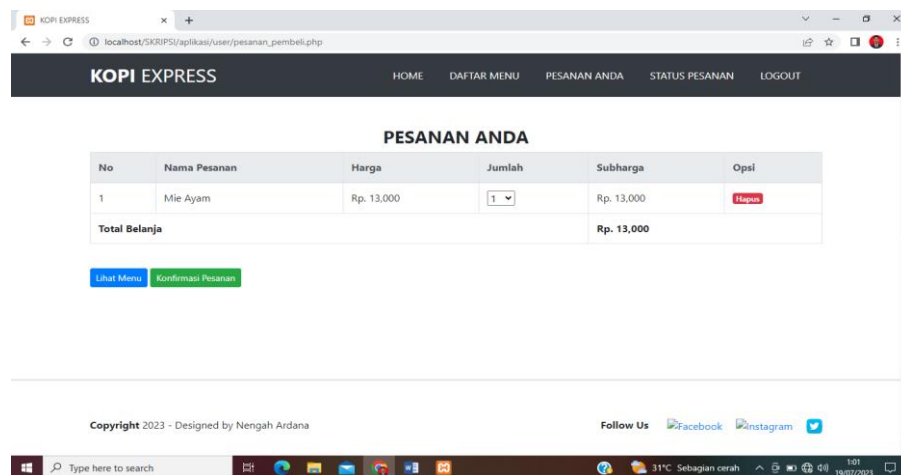 KOPI EXPRESS
localhost/SKRIPSI/aplikasi/user/pesanan_pembeli.php
KOPI EXPRESS HOME DAFTAR MENU PESANAN ANDA STATUS PESANAN LOGOUT
PESANAN ANDA
No Nama Pesanan Harga Jumlah Subharga Opsi
1 Mie Ayam Rp. 13,000 1 Rp. 13,000 Hapus
Total Belanja Rp. 13,000
Lihat Menu Konfirmasi Pesanan
Copyright 2023 - Designed by Nengah Ardana Follow Us Facebook Instagram
Type here to search 31°C Sebagian cerah 1:01
19/07/2023